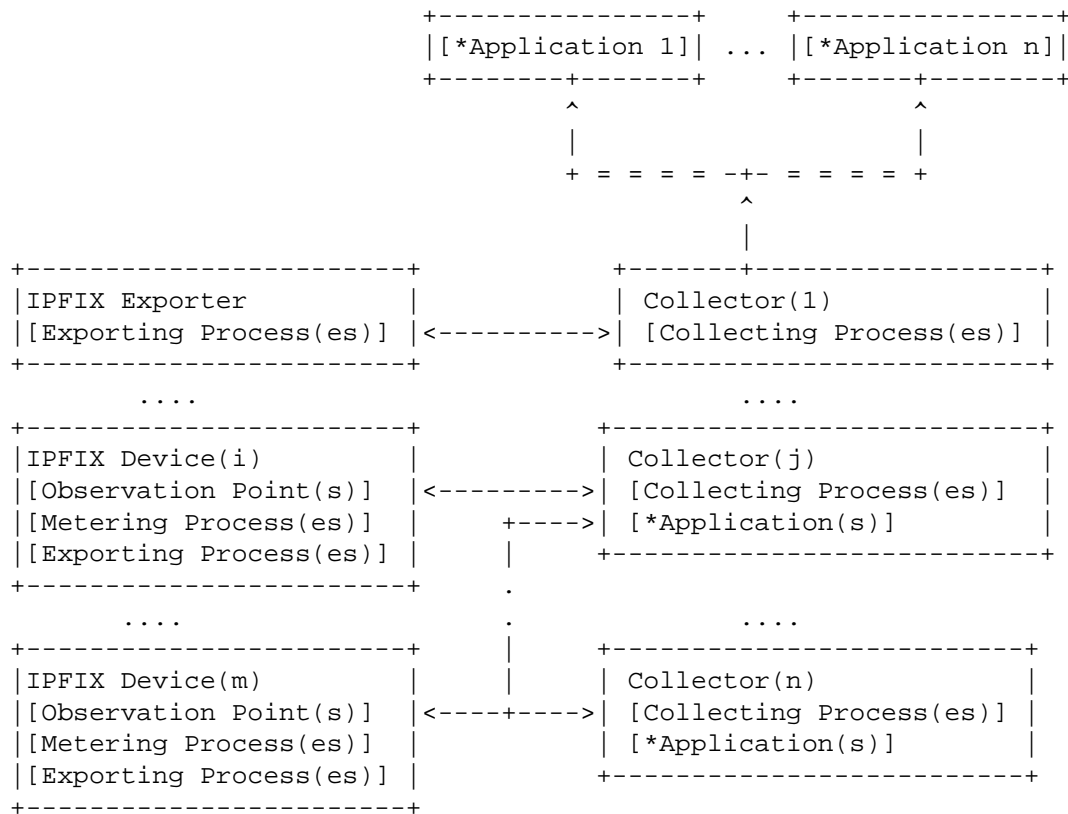 [*Application 1] ... [*Application n]
IPFIX Exporter
[Exporting Process(es)]
Collector(1)
[Collecting Process(es)]
.... ....
IPFIX Device(i)
[Observation Point(s)]
[Metering Process(es)]
[Exporting Process(es)]
Collector(j)
[Collecting Process(es)]
[*Application(s)]
.... ....
IPFIX Device(m)
[Observation Point(s)]
[Metering Process(es)]
[Exporting Process(es)]
Collector(n)
[Collecting Process(es)]
[*Application(s)]